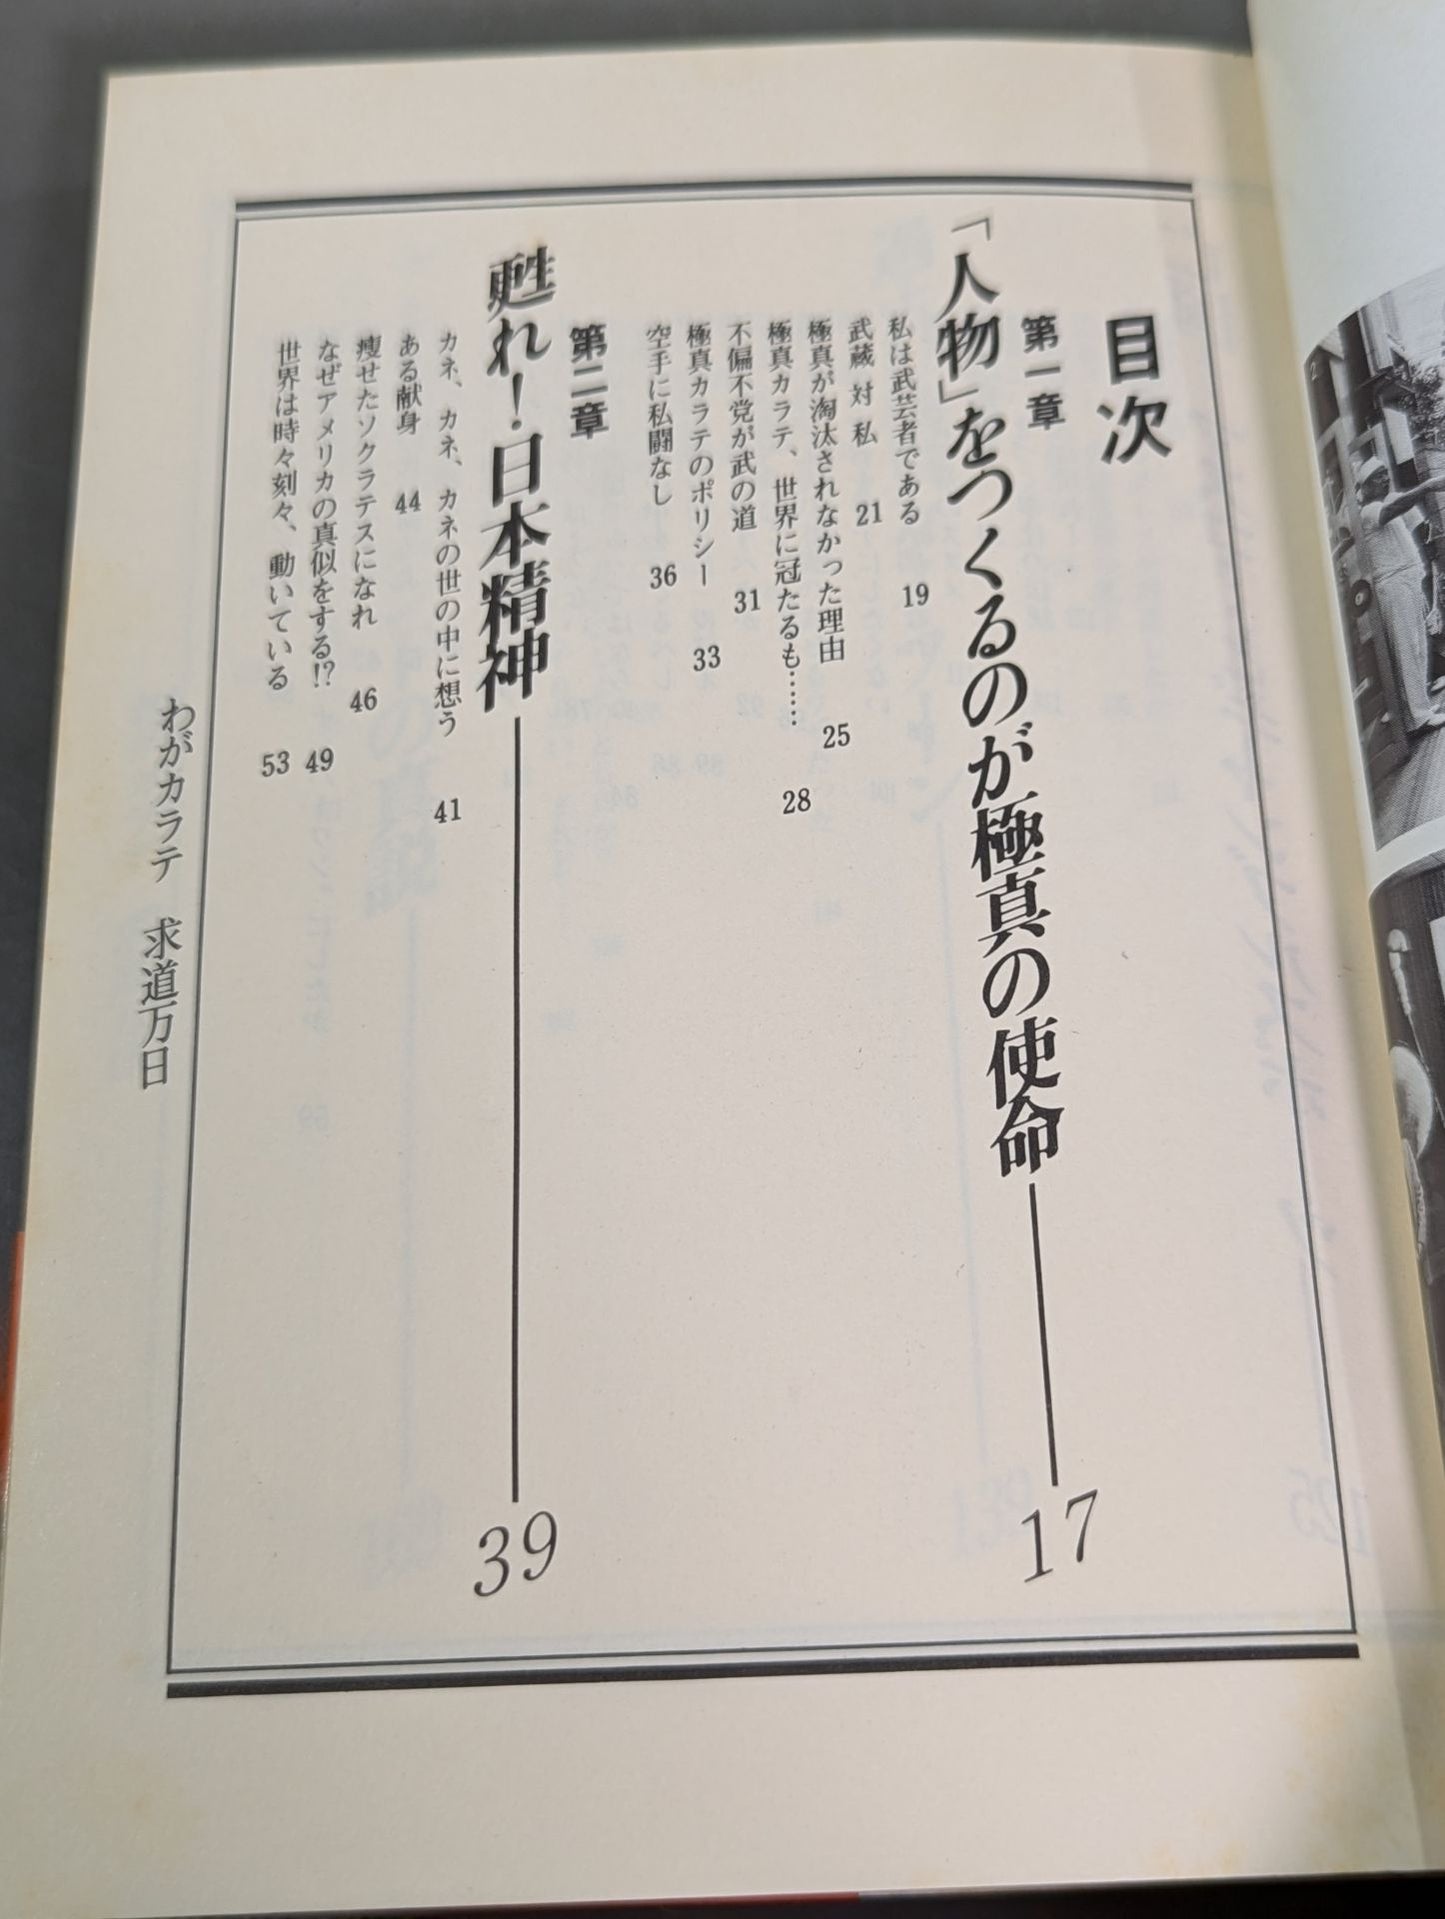 目次
第一章
「人物」をつくるのが極真の使命 17
私は武芸者である 19
武蔵 対 私 21
極真が淘汰されなかった理由 25
極真カラテ、世界に冠たるも…… 28
不偏不党が武の道 31
極真カラテのポリシー 33
空手に私闘なし 36
第二章
甦れ！日本精神 39
カネ、カネ、カネの世の中に想う 41
ある献身 44
痩せたソクラテスになれ 46
なぜアメリカの真似をする!? 49
世界は時々刻々、動いている 53
わがカラテ 求道万日
2